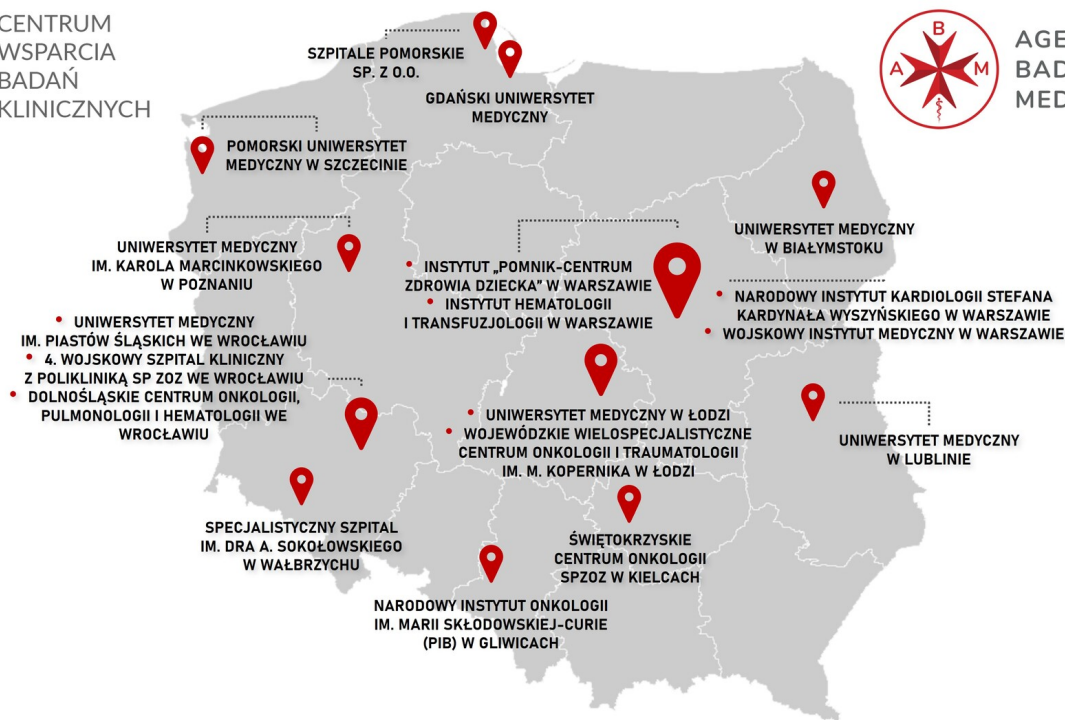 CENTRUM
WSPARCIA
BADAŃ
KLINICZNYCH
B
A M
SZPITALE POMORSKIE
SP. Z O.O.
GDAŃSKI UNIWERSYTET
MEDYCZNY
POMORSKI UNIWERSYTET
MEDYCZNY W SZCZECINIE
UNIWERSYTET MEDYCZNY
W BIAŁYMSTOKU
UNIWERSYTET MEDYCZNY
IM. KAROLA MARCINKOWSKIEGO
W POZNANIU
• INSTYTUT „POMNIK-CENTRUM
ZDROWIA DZIECKA” W WARSZAWIE
• INSTYTUT HEMATOLOGII
I TRANSFUZJOLOGII W WARSZAWIE
• NARODOWY INSTYTUT KARDIOLOGII STEFANA
KARDYNAŁA WYSZYŃSKIEGO W WARSZAWIE
• WOJSKOWY INSTYTUT MEDYCZNY W WARSZAWIE
• UNIWERSYTET MEDYCZNY
IM. PIASTÓW ŚLĄSKICH WE WROCŁAWIU
• 4. WOJSKOWY SZPITAL KLINICZNY
Z POLIKLINIKĄ SP ZOZ WE WROCŁAWIU
• DOLNOŚLĄSKIE CENTRUM ONKOLOGII,
PULMONOLOGII I HEMATOLOGII WE
WROCŁAWIU
• UNIWERSYTET MEDYCZNY W ŁODZI
• WOJEWÓDZKIE WIELOSPECJALISTYCZNE
CENTRUM ONKOLOGII I TRAUMATOLOGII
IM. M. KOPERNIKA W ŁODZI
UNIWERSYTET MEDYCZNY
W LUBLINIE
SPECJALISTYCZNY SZPITAL
IM. DRA A. SOKOŁOWSKIEGO
W WAŁBRZYCHU
ŚWIĘTOKRZYSKIE
CENTRUM ONKOLOGII
SPZOZ W KIELCACH
NARODOWY INSTYTUT ONKOLOGII
IM. MARII SKŁODOWSKIEJ-CURIE
(PIB) W GLIWICACH